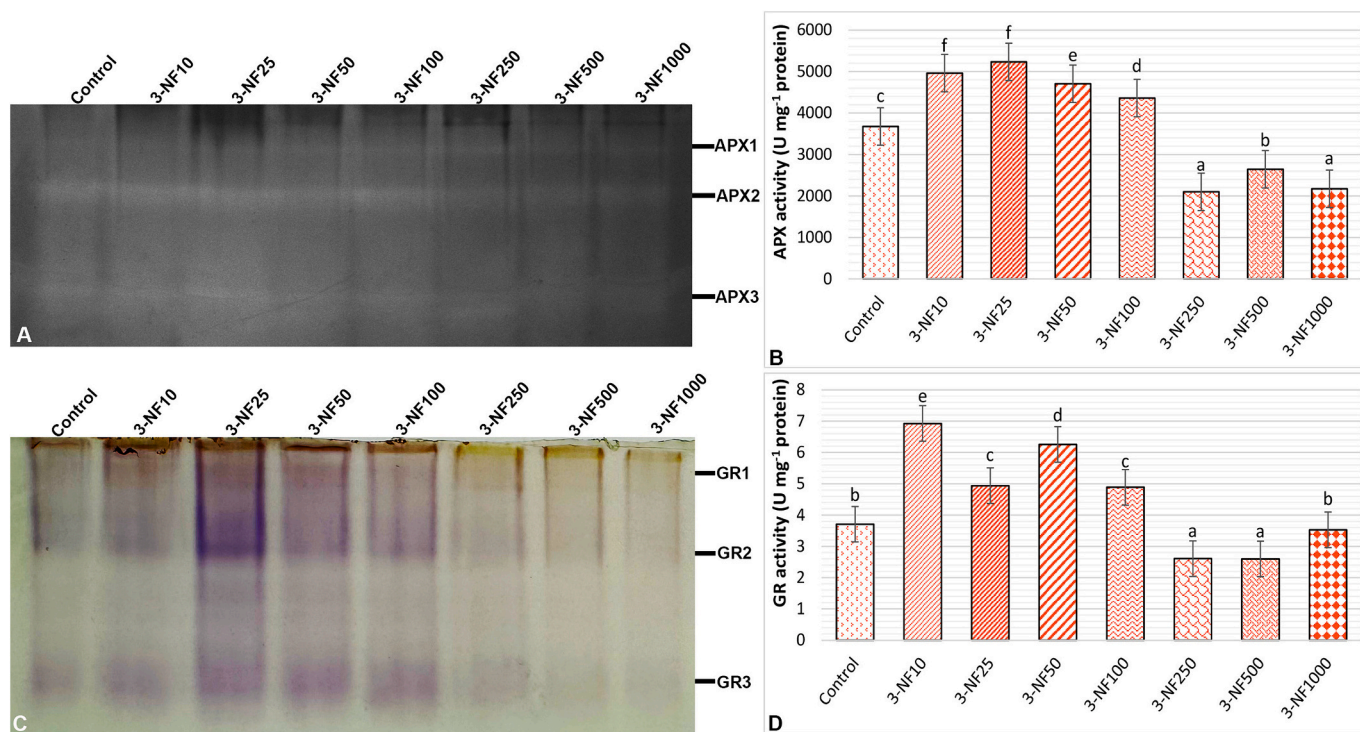 Control 3-NF10 3-NF25 3-NF50 3-NF100 3-NF250 3-NF500 3-NF1000
APX1
APX2
APX3
A
APX activity (U mg-1 protein)
6000
5000
4000
3000
2000
1000
0
c f f e d a b a
Control 3-NF10 3-NF25 3-NF50 3-NF100 3-NF250 3-NF500 3-NF1000
B
Control 3-NF10 3-NF25 3-NF50 3-NF100 3-NF250 3-NF500 3-NF1000
GR1
GR2
GR3
C
GR activity (U mg-1 protein)
8
7
6
5
4
3
2
1
0
b e c d c a a b
Control 3-NF10 3-NF25 3-NF50 3-NF100 3-NF250 3-NF500 3-NF1000
D